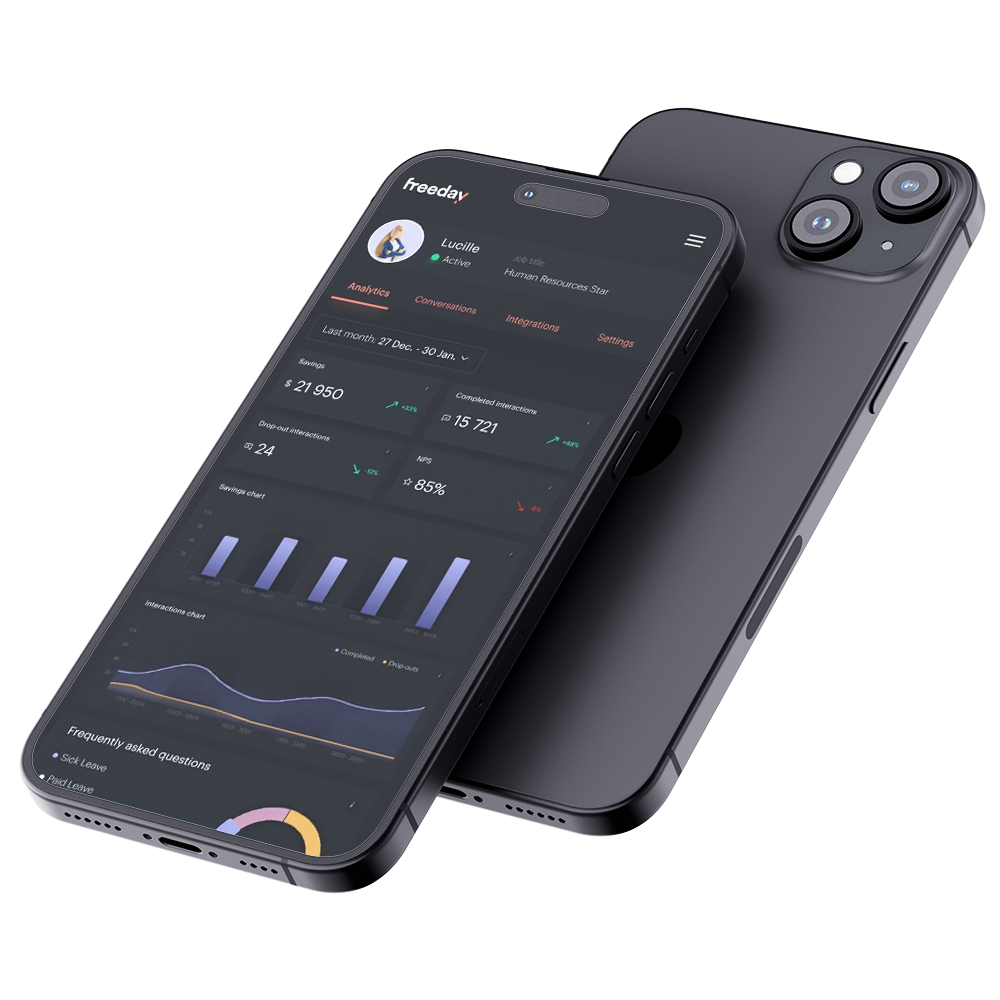 freeday
Lucille
Active
Job title:
Human Resources Star
Analytics
Conversations
Integrations
Settings
Last month: 27 Dec. - 30 Jan.
Savings
$ 21 950
+33%
Completed interactions
15 721
Drop-out interactions
24
-12%
NPS
85%
Savings chart
Interactions chart
Completed
Drop-outs
Frequently asked questions
Sick Leave
Paid Leave